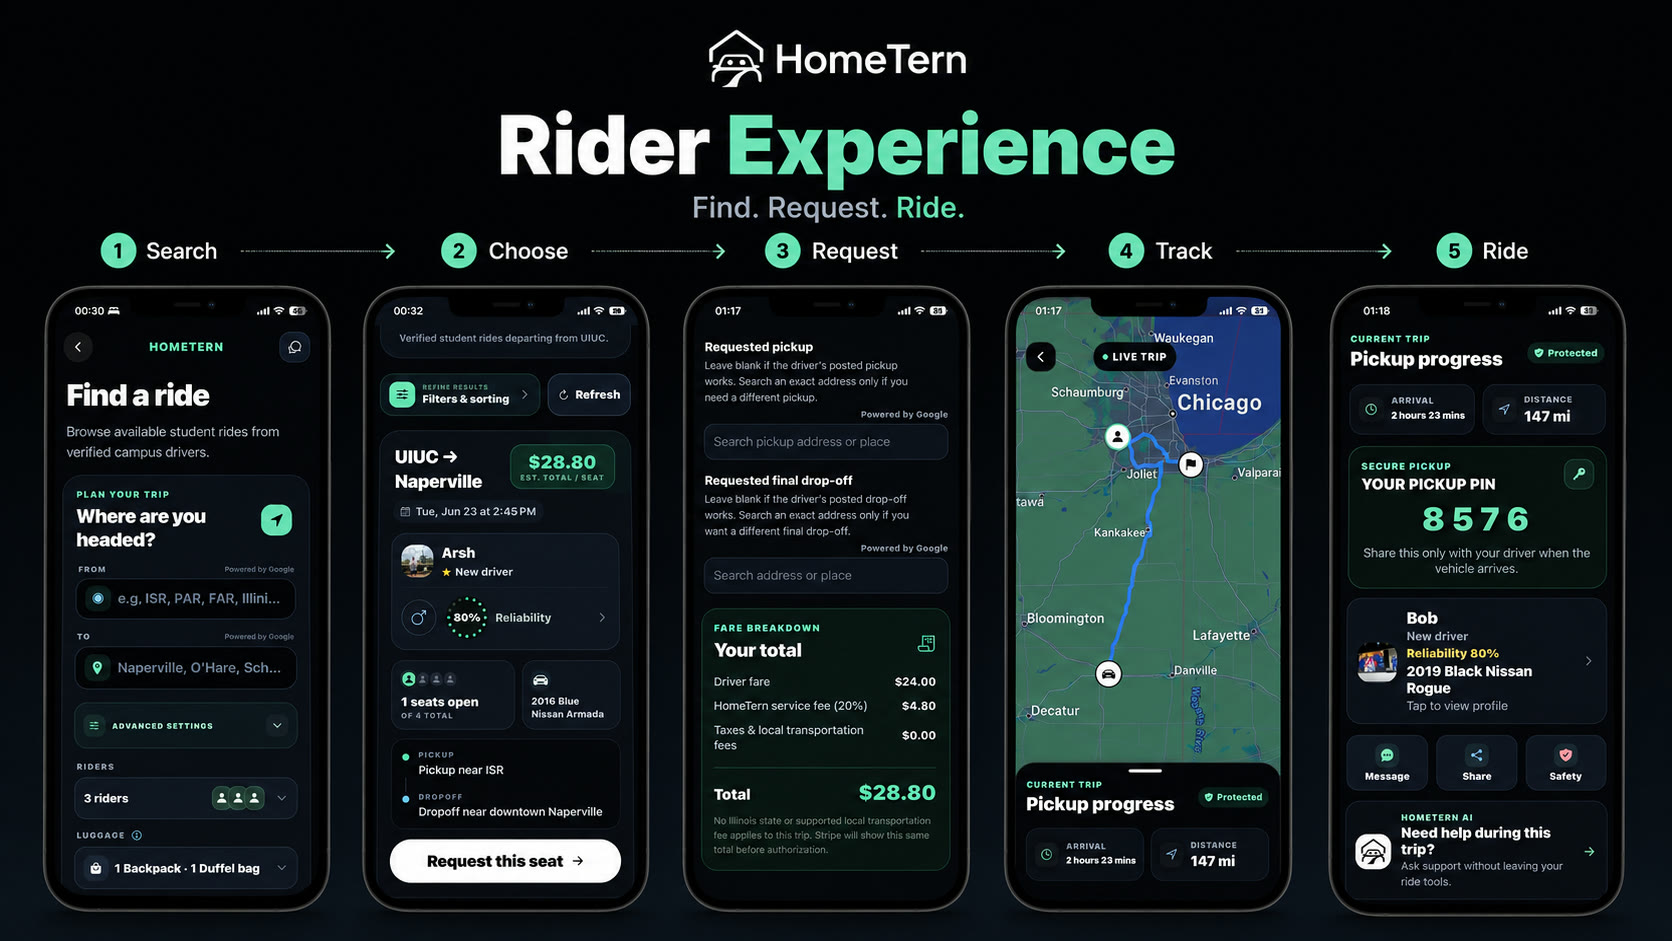 HomeTern
Rider Experience
Find. Request. Ride.
1 Search
2 Choose
3 Request
4 Track
5 Ride
00:30
HOMETERN
Find a ride
Browse available student rides from
verified campus drivers.
PLAN YOUR TRIP
Where are you
headed?
FROM
Powered by Google
e.g, ISR, PAR, FAR, Illini...
TO
Powered by Google
Naperville, O'Hare, Sch...
ADVANCED SETTINGS
RIDERS
3 riders
LUGGAGE
1 Backpack · 1 Duffel bag
00:32
Verified student rides departing from UIUC.
REFINE RESULTS
Filters & sorting
Refresh
UIUC →
Naperville
$28.80
EST. TOTAL / SEAT
Tue, Jun 23 at 2:45 PM
Arsh
★ New driver
80%
Reliability
1 seats open
OF 4 TOTAL
2016 Blue
Nissan Armada
PICKUP
Pickup near ISR
DROPOFF
Dropoff near downtown Naperville
Request this seat →
01:17
Requested pickup
Leave blank if the driver's posted pickup
works. Search an exact address only if you
need a different pickup.
Powered by Google
Search pickup address or place
Requested final drop-off
Leave blank if the driver's posted drop-off
works. Search an exact address only if you
want a different final drop-off.
Powered by Google
Search address or place
FARE BREAKDOWN
Your total
Driver fare $24.00
HomeTern service fee (20%) $4.80
Taxes & local transportation
fees $0.00
Total $28.80
No Illinois state or supported local transportation
fee applies to this trip. Stripe will show this same
total before authorization.
01:17
LIVE TRIP
Waukegan
Evanston
Schaumburg
Chicago
Joliet
Valparai
tawa
Kankakee
Bloomington
Lafayette
Danville
Decatur
CURRENT TRIP
Pickup progress
Protected
ARRIVAL
2 hours 23 mins
DISTANCE
147 mi
01:18
CURRENT TRIP
Pickup progress
Protected
ARRIVAL
2 hours 23 mins
DISTANCE
147 mi
SECURE PICKUP
YOUR PICKUP PIN
8576
Share this only with your driver when the
vehicle arrives.
Bob
New driver
Reliability 80%
2019 Black Nissan
Rogue
Tap to view profile
Message
Share
Safety
HOMETERN AI
Need help during this
trip?
Ask support without leaving your
ride tools.